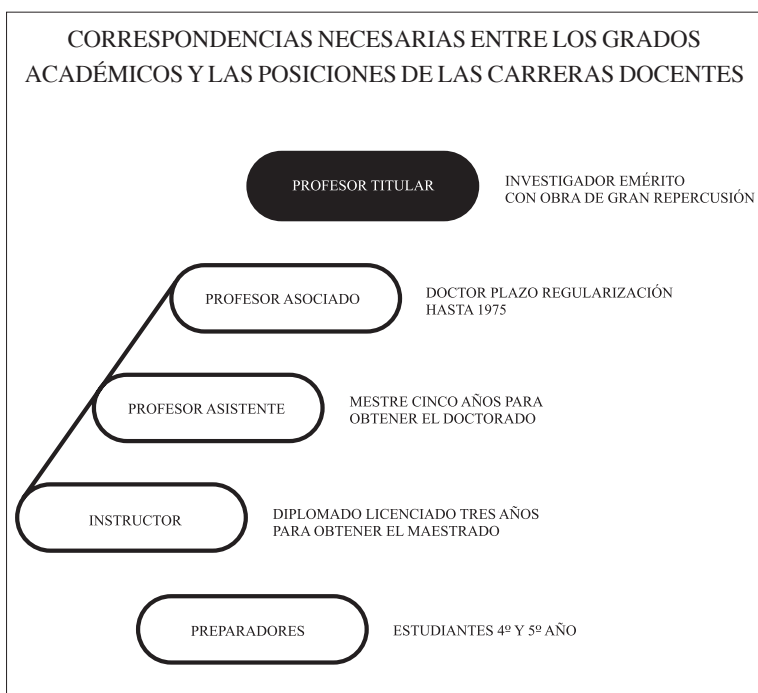 CORRESPONDENCIAS NECESARIAS ENTRE LOS GRADOS
ACADÉMICOS Y LAS POSICIONES DE LAS CARRERAS DOCENTES
PROFESOR TITULAR
INVESTIGADOR EMÉRITO
CON OBRA DE GRAN REPERCUSIÓN
PROFESOR ASOCIADO
DOCTOR PLAZO REGULARIZACIÓN
HASTA 1975
PROFESOR ASISTENTE
MESTRE CINCO AÑOS PARA
OBTENER EL DOCTORADO
INSTRUCTOR
DIPLOMADO LICENCIADO TRES AÑOS
PARA OBTENER EL MAESTRADO
PREPARADORES
ESTUDIANTES 4º Y 5º AÑO